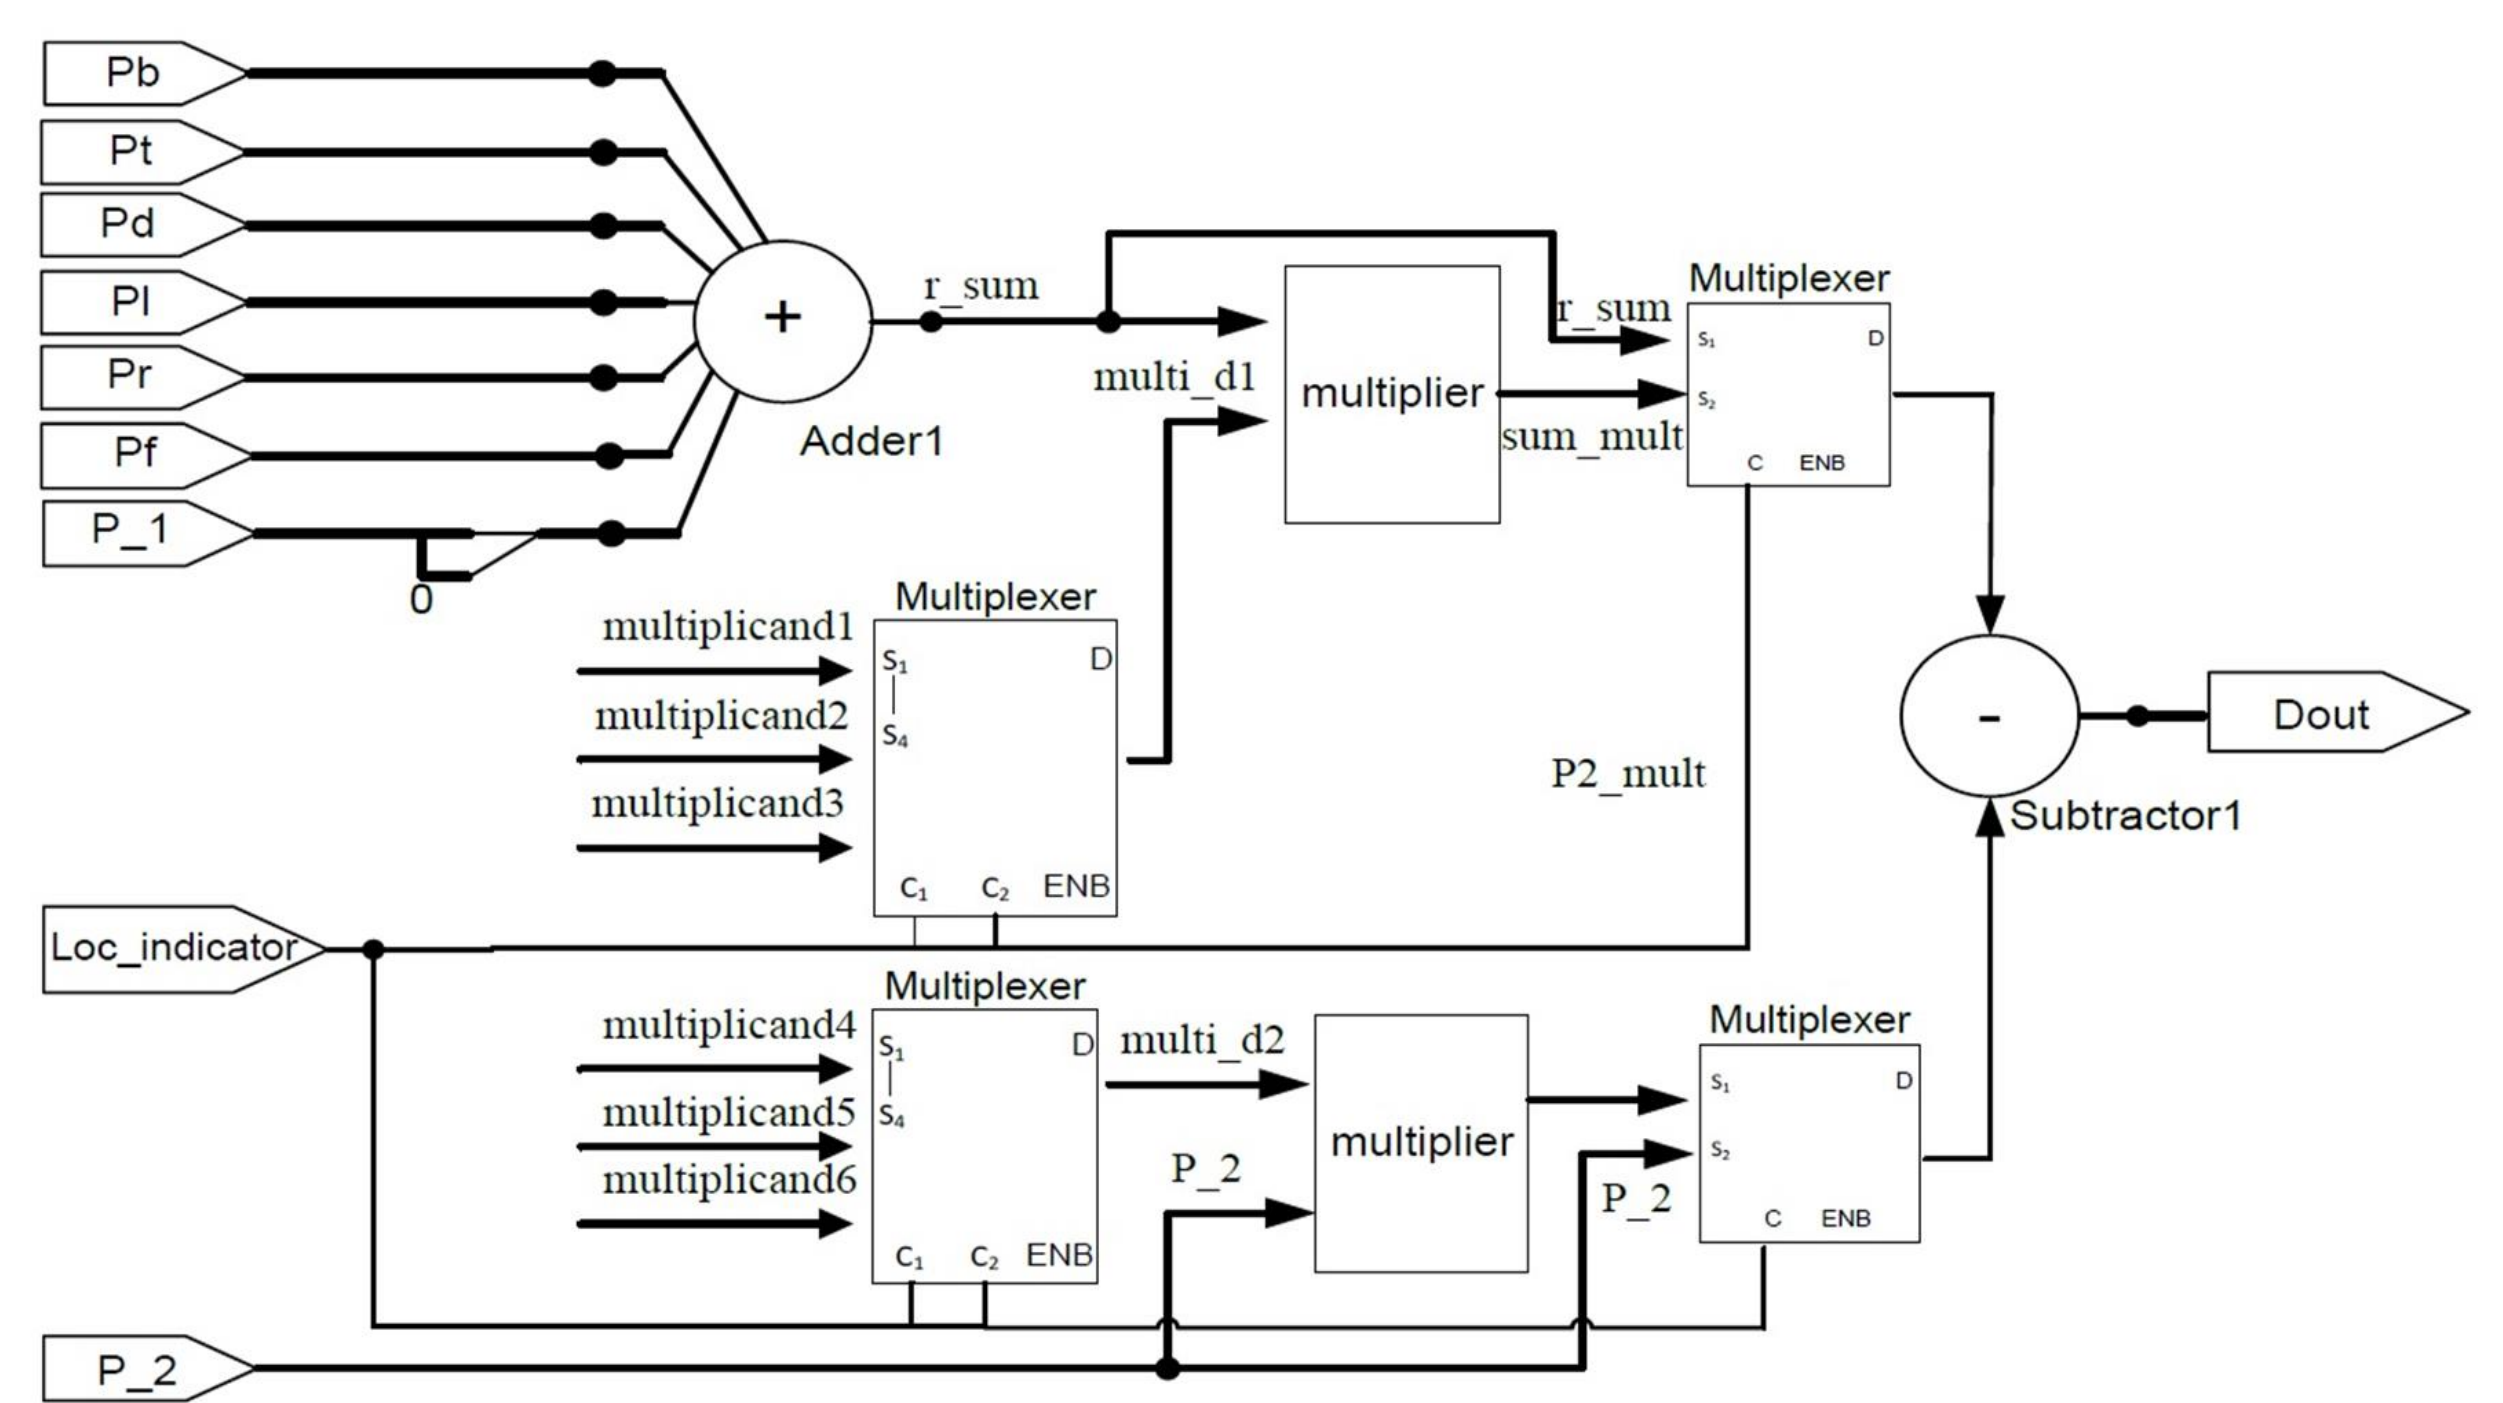 Pb
Pt
Pd
Pl
Pr
Pf
P_1
0
+
Adder1
r_sum
multi_d1
multiplier
r_sum
sum_mult
Multiplexer
S1
D
S2
C ENB
Multiplexer
multiplicand1
multiplicand2
multiplicand3
S1
D
S4
C1 C2 ENB
P2_mult
-
Subtractor1
Dout
Loc_indicator
Multiplexer
multiplicand4
multiplicand5
multiplicand6
S1
D
S4
C1 C2 ENB
multi_d2
P_2
multiplier
P_2
Multiplexer
S1
D
S2
C ENB
P_2